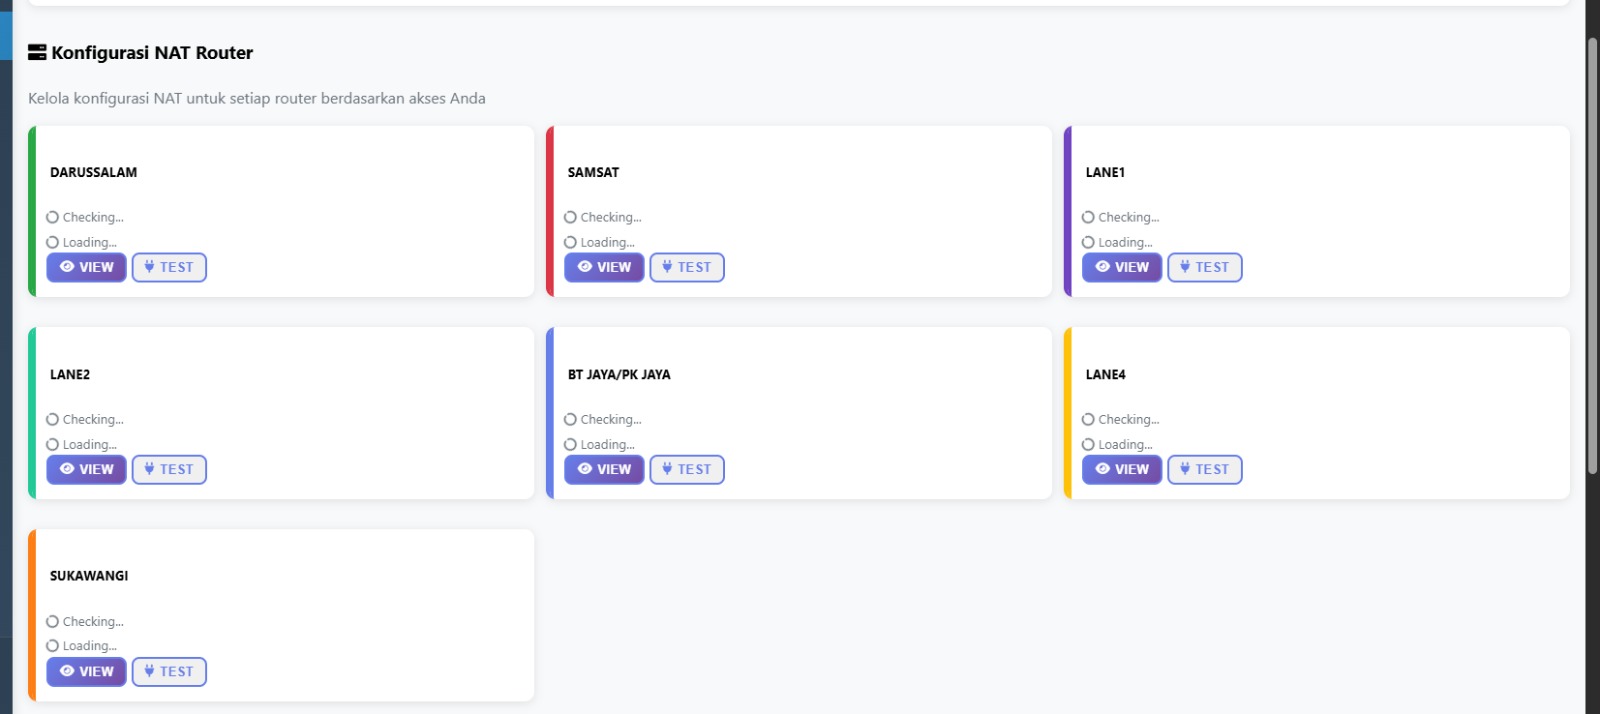 Konfigurasi NAT Router
Kelola konfigurasi NAT untuk setiap router berdasarkan akses Anda
DARUSSALAM
Checking...
Loading...
VIEW TEST
SAMSAT
Checking...
Loading...
VIEW TEST
LANE1
Checking...
Loading...
VIEW TEST
LANE2
Checking...
Loading...
VIEW TEST
BT JAYA/PK JAYA
Checking...
Loading...
VIEW TEST
LANE4
Checking...
Loading...
VIEW TEST
SUKAWANGI
Checking...
Loading...
VIEW TEST